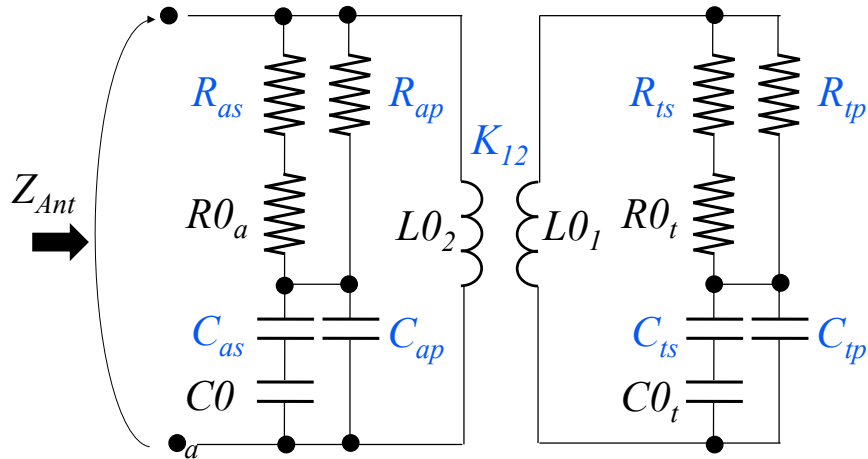 R_as R_ap R_ts R_tp
K_12
Z_Ant R0_a L0_2 L0_1 R0_t
C_as C_ap C_ts C_tp
C0 C0_t
a